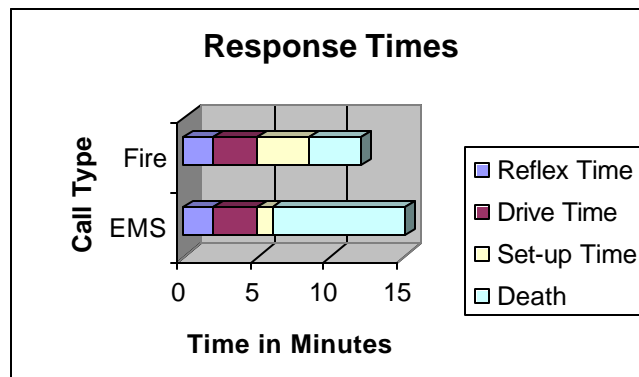 Response Times
Call Type
Fire
EMS
0 5 10 15
Time in Minutes
Reflex Time
Drive Time
Set-up Time
Death